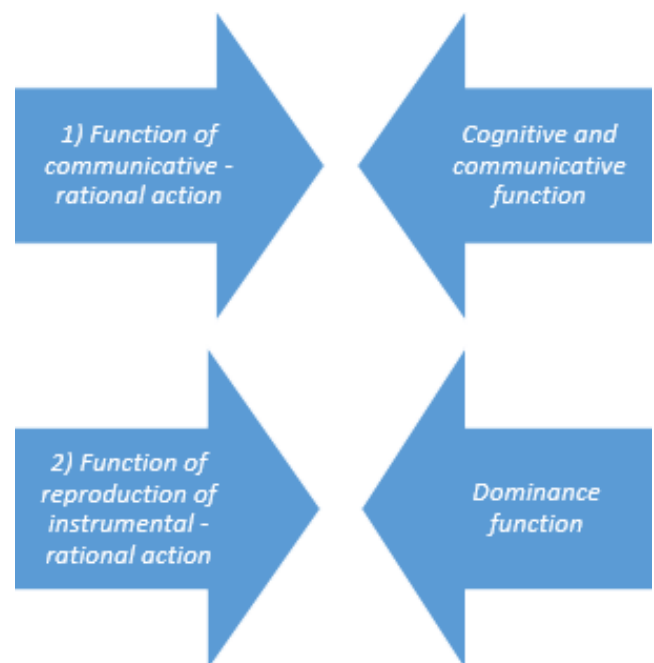 1) Function of
communicative -
rational action
Cognitive and
communicative
function
2) Function of
reproduction of
instrumental -
rational action
Dominance
function